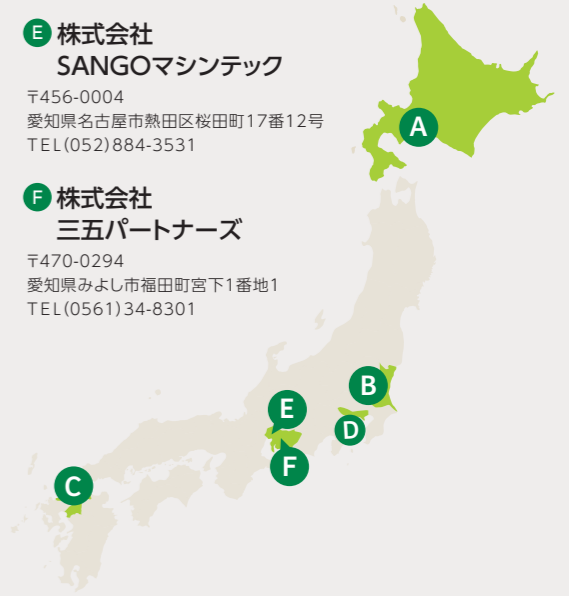 E 株式会社
SANGOマシンテック
〒456-0004
愛知県名古屋市熱田区桜田町17番12号
TEL(052)884-3531
F 株式会社
三五パートナーズ
〒470-0294
愛知県みよし市福田町宮下1番地1
TEL(0561)34-8301
A
B
E
D
F
C